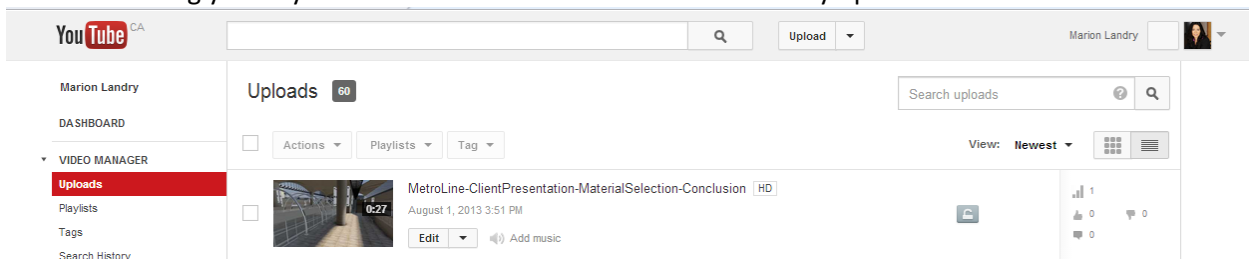 YouTube CA
Upload
Marion Landry
Marion Landry
DASHBOARD
VIDEO MANAGER
Uploads
Playlists
Tags
Search History
Uploads 60
Search uploads ?
Actions Playlists Tag
View: Newest
0:27
MetroLine-ClientPresentation-MaterialSelection-Conclusion HD
August 1, 2013 3:51 PM
Edit Add music
1
0 0
0